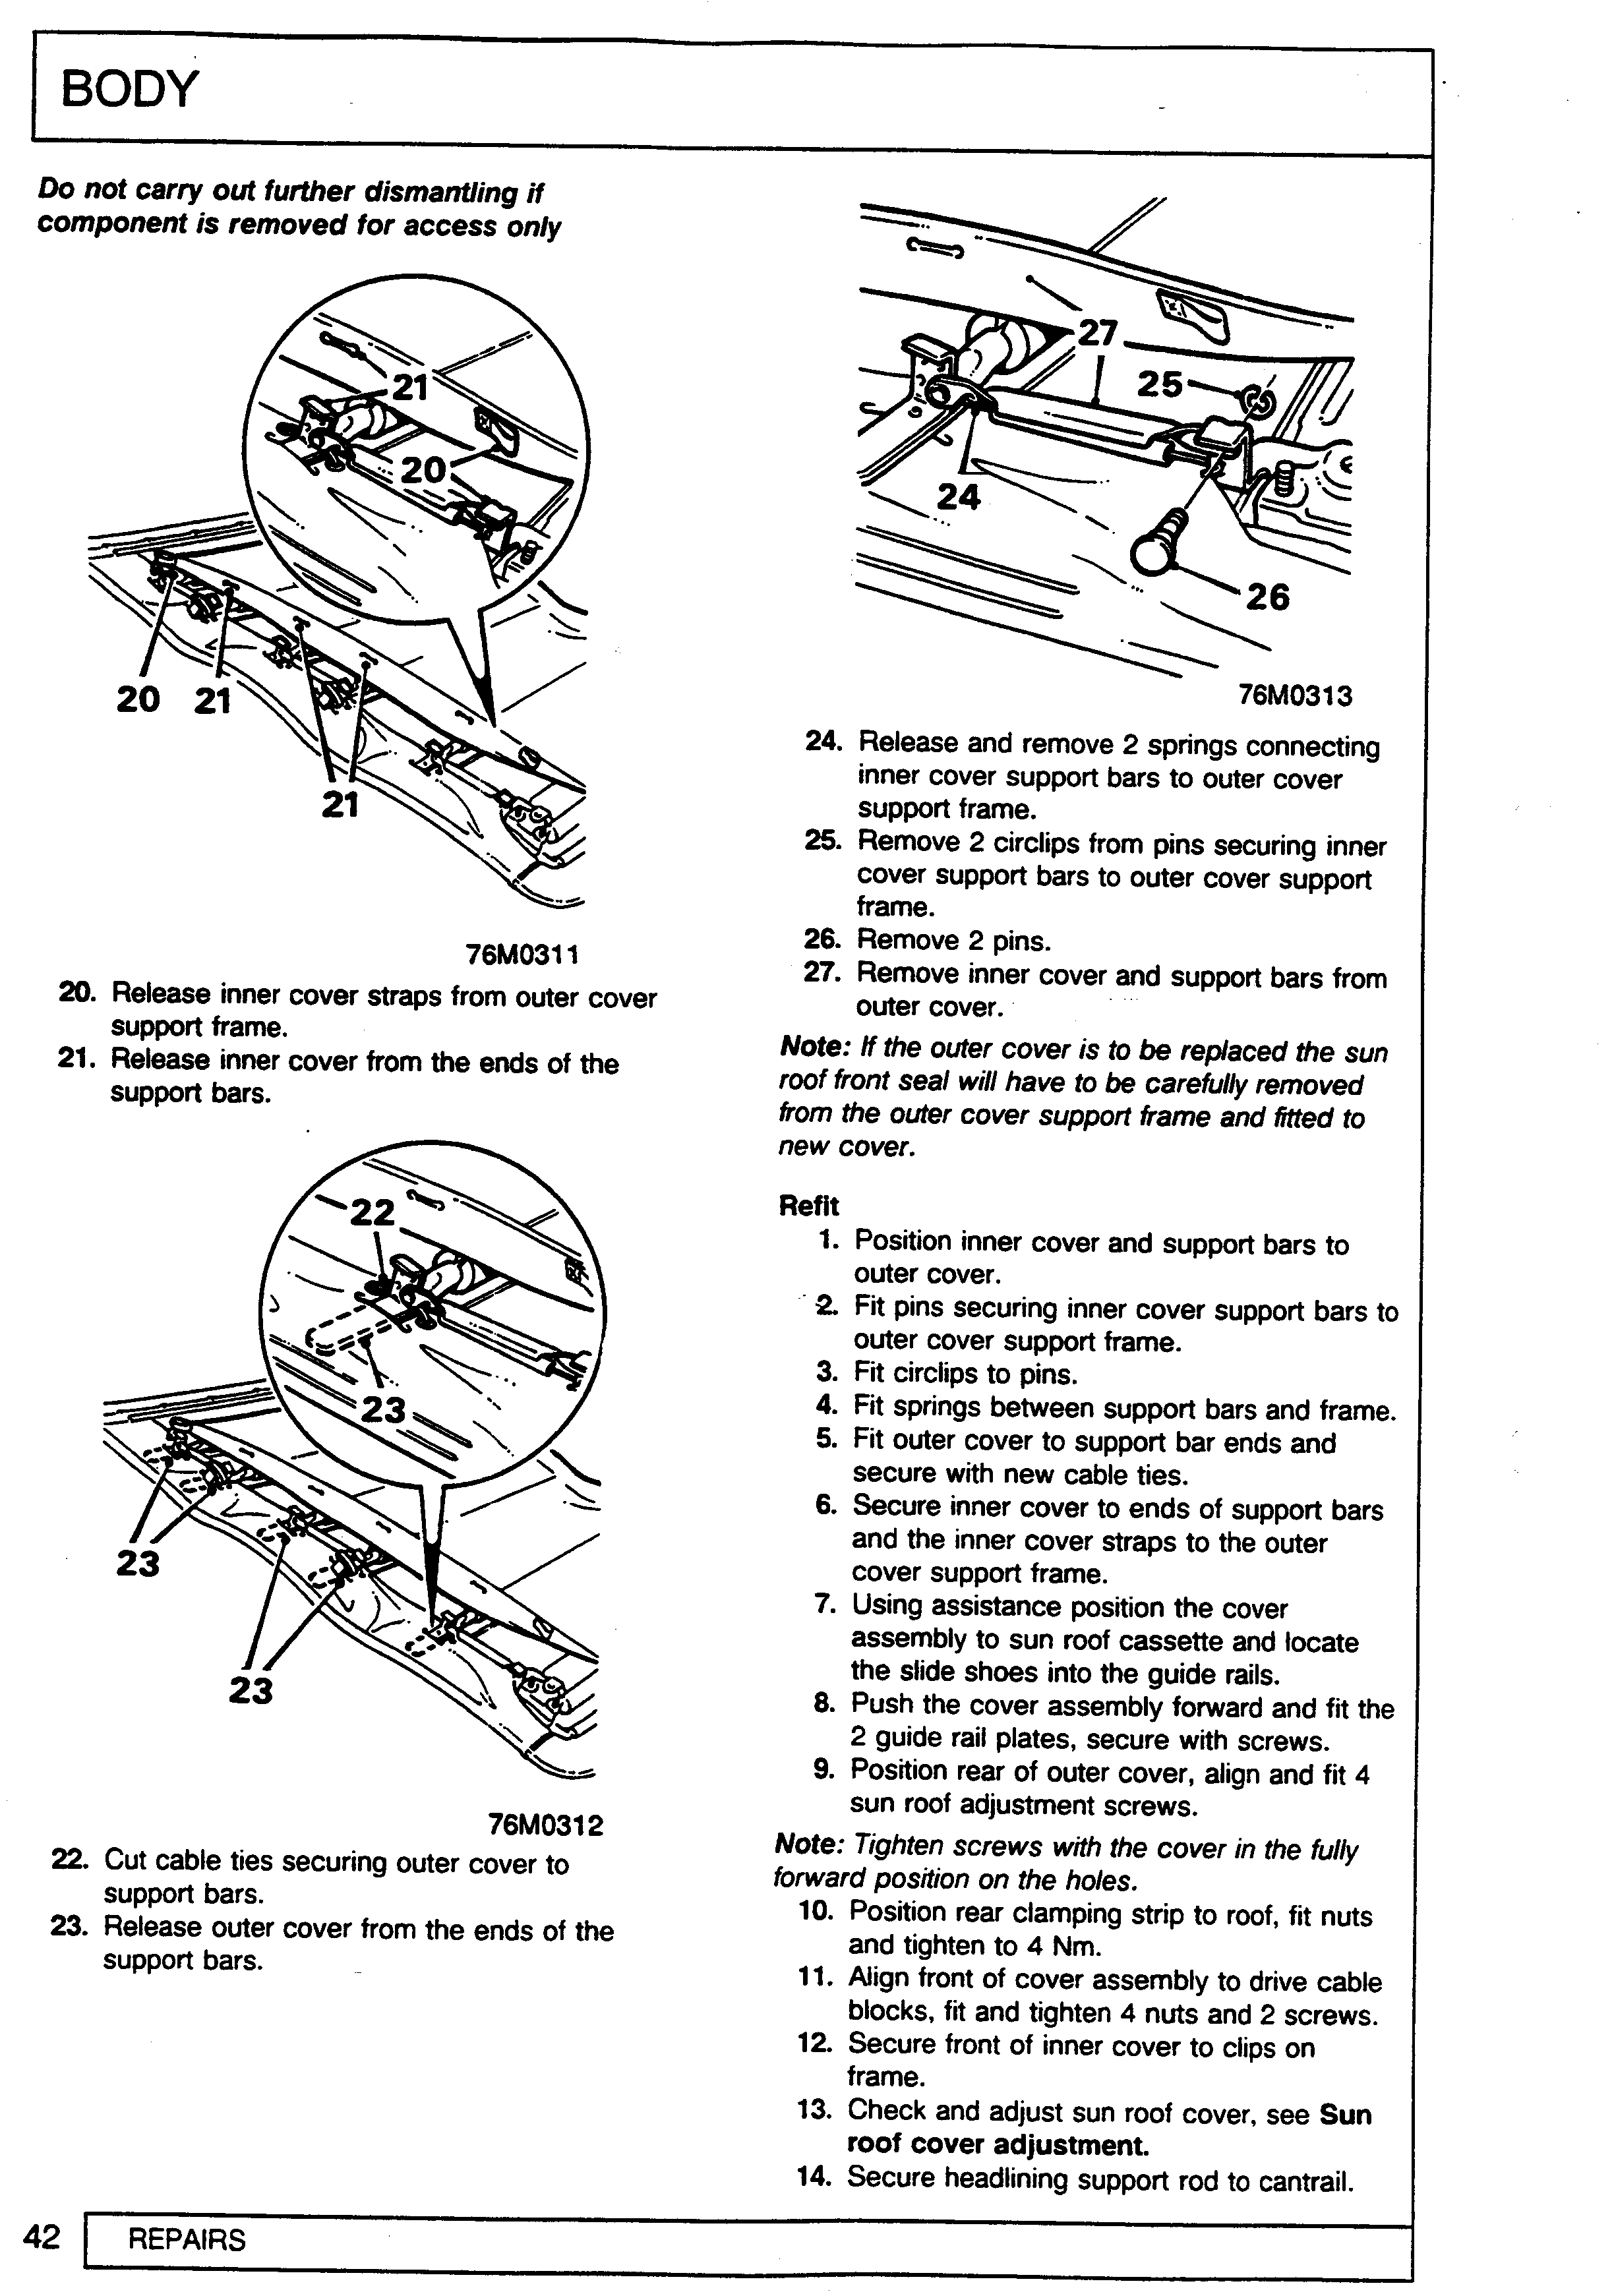 BODY
Do not carry out further dismantling if
component is removed for access only
21
20
20
21
21
76M0311
20. Release inner cover straps from outer cover
support frame.
21. Release inner cover from the ends of the
support bars.
22
23
23
23
76M0312
22. Cut cable ties securing outer cover to
support bars.
23. Release outer cover from the ends of the
support bars.
27
25
24
26
76M0313
24. Release and remove 2 springs connecting
inner cover support bars to outer cover
support frame.
25. Remove 2 circlips from pins securing inner
cover support bars to outer cover support
frame.
26. Remove 2 pins.
27. Remove inner cover and support bars from
outer cover.
Note: If the outer cover is to be replaced the sun
roof front seal will have to be carefully removed
from the outer cover support frame and fitted to
new cover.
Refit
1. Position inner cover and support bars to
outer cover.
2. Fit pins securing inner cover support bars to
outer cover support frame.
3. Fit circlips to pins.
4. Fit springs between support bars and frame.
5. Fit outer cover to support bar ends and
secure with new cable ties.
6. Secure inner cover to ends of support bars
and the inner cover straps to the outer
cover support frame.
7. Using assistance position the cover
assembly to sun roof cassette and locate
the slide shoes into the guide rails.
8. Push the cover assembly forward and fit the
2 guide rail plates, secure with screws.
9. Position rear of outer cover, align and fit 4
sun roof adjustment screws.
Note: Tighten screws with the cover in the fully
forward position on the holes.
10. Position rear clamping strip to roof, fit nuts
and tighten to 4 Nm.
11. Align front of cover assembly to drive cable
blocks, fit and tighten 4 nuts and 2 screws.
12. Secure front of inner cover to clips on
frame.
13. Check and adjust sun roof cover, see Sun
roof cover adjustment.
14. Secure headlining support rod to cantrail.
42
REPAIRS